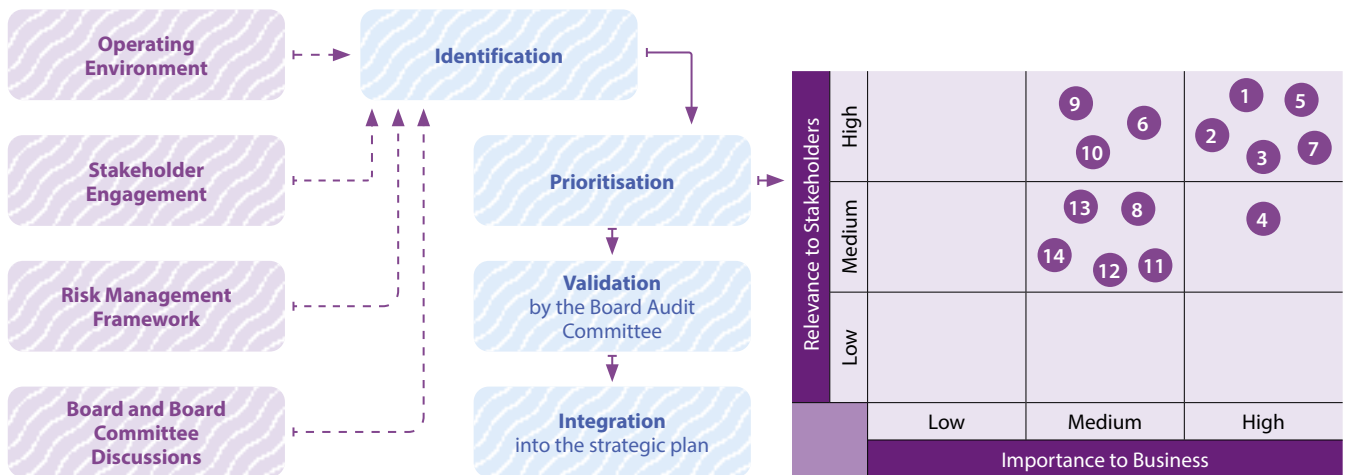 Operating
Environment
Identification
Stakeholder
Engagement
Prioritisation
Risk Management
Framework
Validation
by the Board Audit
Committee
Board and Board
Committee
Discussions
Integration
into the strategic plan
Relevance to Stakeholders
High
9
6
10
1
5
2
3
7
Medium
13
8
14
12
11
4
Low
Low
Medium
High
Importance to Business